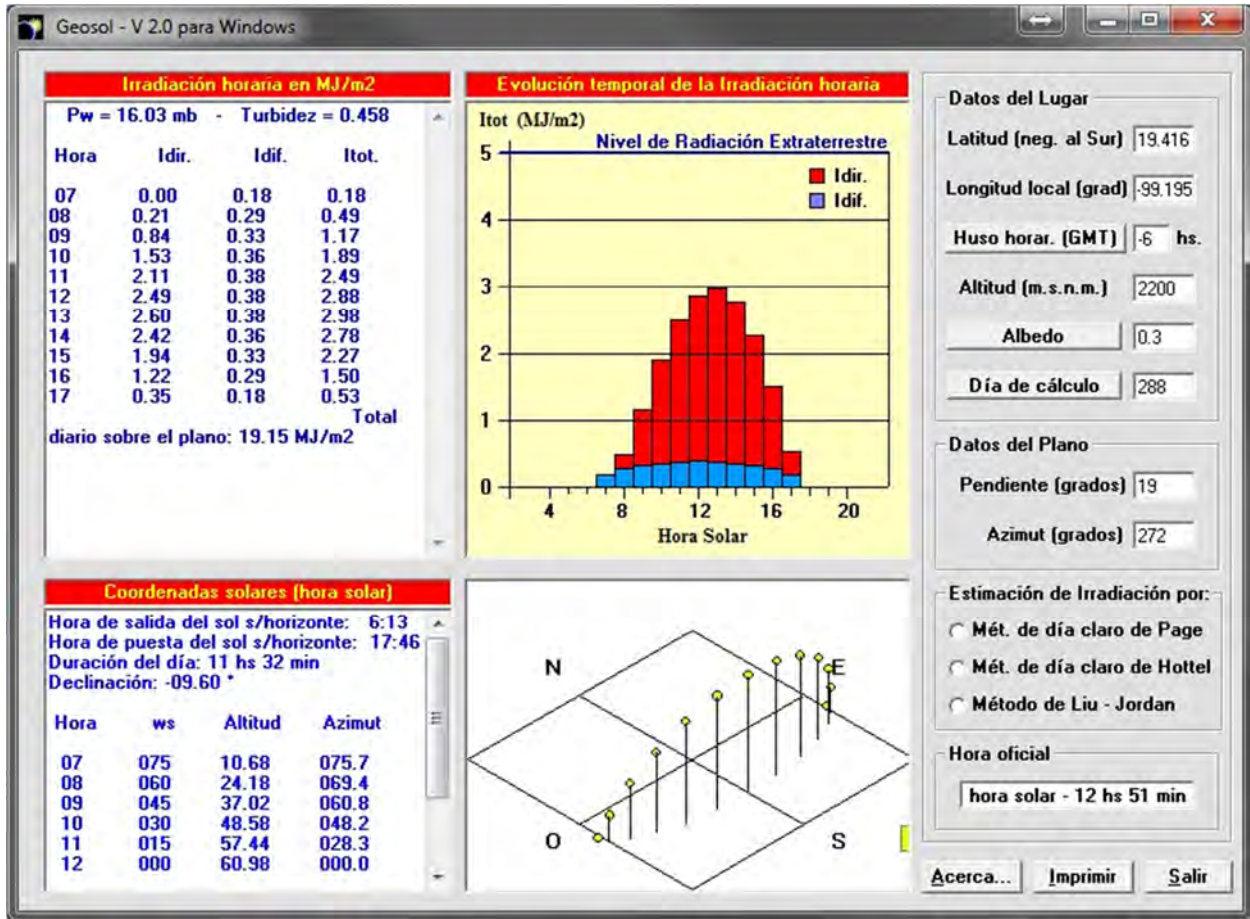 Geosol - V 2.0 para Windows
Irradiación horaria en MJ/m2
Pw = 16.03 mb - Turbidez = 0.458
Hora Idir. Idif. Itot.
07 0.00 0.18 0.18
08 0.21 0.29 0.49
09 0.84 0.33 1.17
10 1.53 0.36 1.89
11 2.11 0.38 2.49
12 2.49 0.38 2.88
13 2.60 0.38 2.98
14 2.42 0.36 2.78
15 1.94 0.33 2.27
16 1.22 0.29 1.50
17 0.35 0.18 0.53
Total
diario sobre el plano: 19.15 MJ/m2
Evolución temporal de la Irradiación horaria
Itot (MJ/m2)
Nivel de Radiación Extraterrestre
Idir.
Idif.
5
4
3
2
1
0
4 8 12 16 20
Hora Solar
Coordenadas solares (hora solar)
Hora de salida del sol s/horizonte: 6:13
Hora de puesta del sol s/horizonte: 17:46
Duración del día: 11 hs 32 min
Declinación: -09.60 °
Hora ws Altitud Azimut
07 075 10.68 075.7
08 060 24.18 069.4
09 045 37.02 060.8
10 030 48.58 048.2
11 015 57.44 028.3
12 000 60.98 000.0
N E
O S
Datos del Lugar
Latitud (neg. al Sur) 19.416
Longitud local (grad) -99.195
Huso horar. (GMT) -6 hs.
Altitud (m.s.n.m.) 2200
Albedo 0.3
Día de cálculo 288
Datos del Plano
Pendiente (grados) 19
Azimut (grados) 272
Estimación de Irradiación por:
Mét. de día claro de Page
Mét. de día claro de Hottel
Método de Liu - Jordan
Hora oficial
hora solar - 12 hs 51 min
Acerca... Imprimir Salir